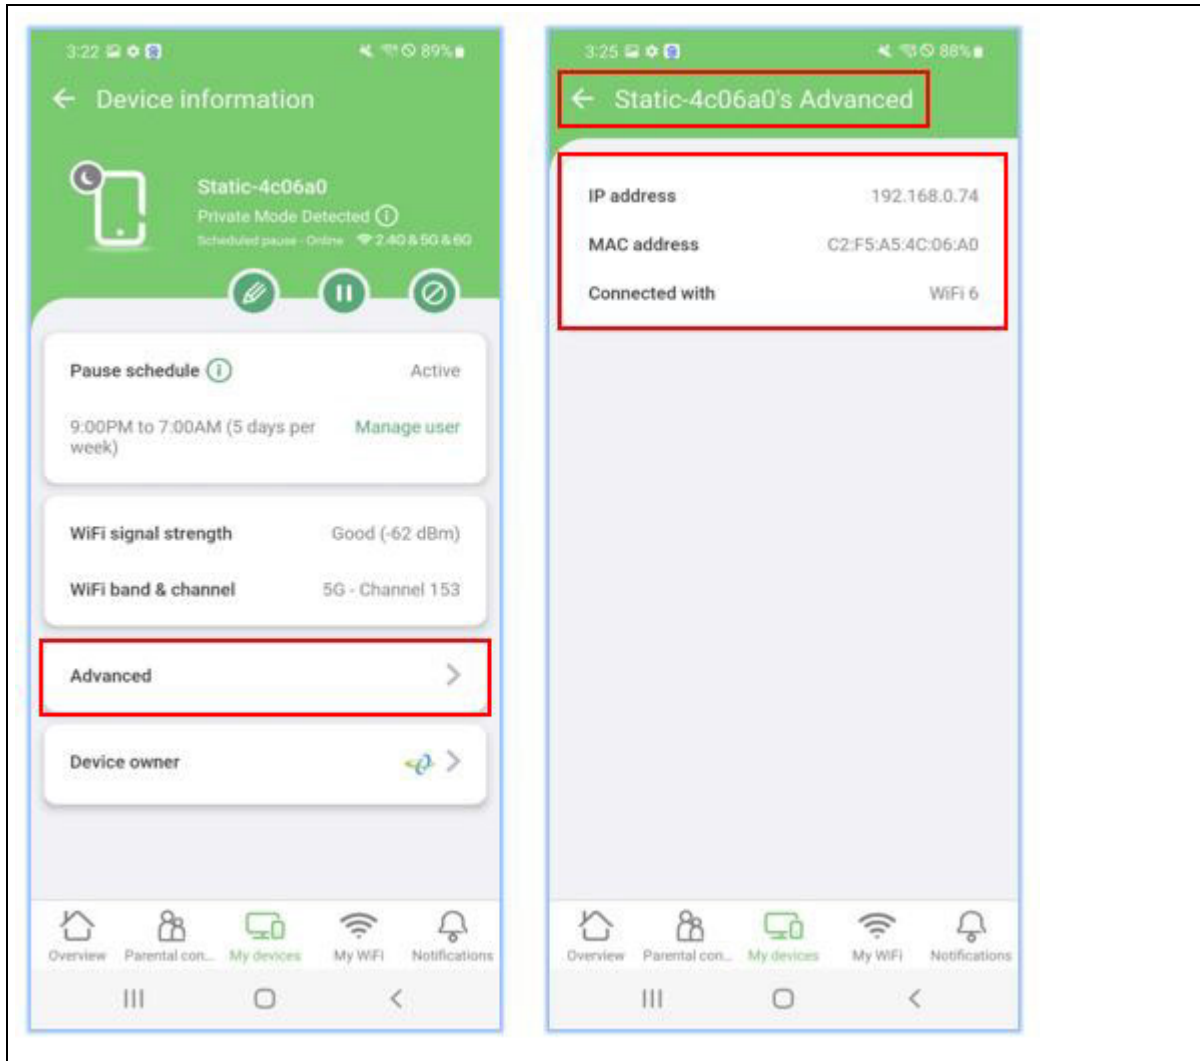 3:22
89%
Device information
Static-4c06a0
Private Mode Detected
Scheduled pause - Online 2.4G & 5G & 6G
Pause schedule
Active
9:00PM to 7:00AM (5 days per week)
Manage user
WiFi signal strength
Good (-62 dBm)
WiFi band & channel
5G - Channel 153
Advanced
Device owner
Overview
Parental con...
My devices
My WiFi
Notifications
3:25
88%
Static-4c06a0's Advanced
IP address
192.168.0.74
MAC address
C2:F5:A5:4C:06:A0
Connected with
WiFi 6
Overview
Parental con...
My devices
My WiFi
Notifications